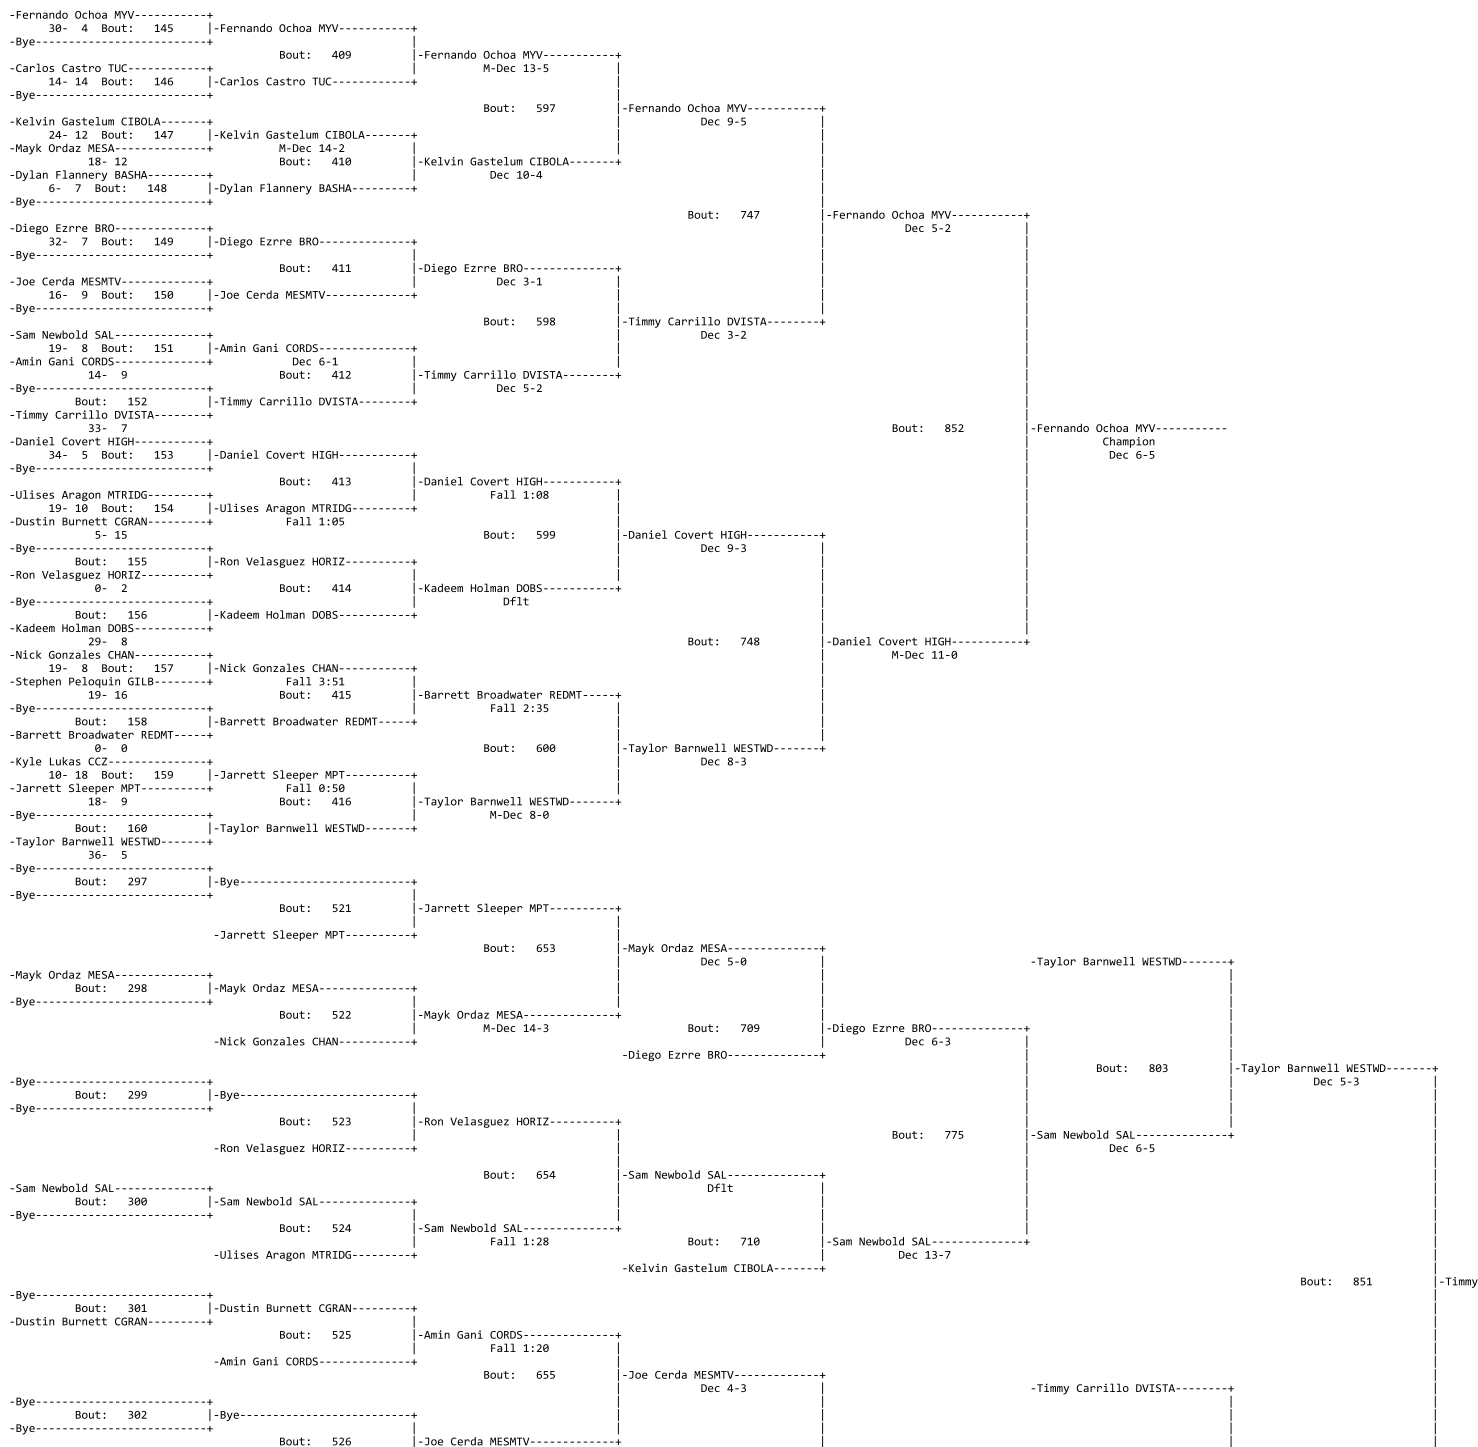 -Fernando Ochoa MYV-----------+
30- 4 Bout: 145 |-Fernando Ochoa MYV-----------+
-Bye--------------------------+ |
Bout: 409 |-Fernando Ochoa MYV-----------+
-Carlos Castro TUC------------+ | M-Dec 13-5 |
14- 14 Bout: 146 |-Carlos Castro TUC------------+ |
-Bye--------------------------+ |
Bout: 597 |-Fernando Ochoa MYV-----------+
-Kelvin Gastelum CIBOLA-------+ | Dec 9-5 |
24- 12 Bout: 147 |-Kelvin Gastelum CIBOLA-------+ | |
-Mayk Ordaz MESA--------------+ M-Dec 14-2 | | |
18- 12 Bout: 410 |-Kelvin Gastelum CIBOLA-------+ |
-Dylan Flannery BASHA---------+ | Dec 10-4 |
6- 7 Bout: 148 |-Dylan Flannery BASHA---------+ |
-Bye--------------------------+ |
Bout: 747 |-Fernando Ochoa MYV-----------+
-Diego Ezrre BRO--------------+ | Dec 5-2 |
32- 7 Bout: 149 |-Diego Ezrre BRO--------------+ | |
-Bye--------------------------+ | | |
Bout: 411 |-Diego Ezrre BRO--------------+ | |
-Joe Cerda MESMTV-------------+ | Dec 3-1 | | |
16- 9 Bout: 150 |-Joe Cerda MESMTV-------------+ | | |
-Bye--------------------------+ | | |
Bout: 598 |-Timmy Carrillo DVISTA--------+ |
-Sam Newbold SAL--------------+ | Dec 3-2 |
19- 8 Bout: 151 |-Amin Gani CORDS--------------+ | |
-Amin Gani CORDS--------------+ Dec 6-1 | | |
14- 9 Bout: 412 |-Timmy Carrillo DVISTA--------+ |
-Bye--------------------------+ | Dec 5-2 |
Bout: 152 |-Timmy Carrillo DVISTA--------+ |
-Timmy Carrillo DVISTA--------+ |
33- 7 Bout: 852 |-Fernando Ochoa MYV-----------
-Daniel Covert HIGH-----------+ | Champion
34- 5 Bout: 153 |-Daniel Covert HIGH-----------+ | Dec 6-5
-Bye--------------------------+ | |
Bout: 413 |-Daniel Covert HIGH-----------+ |
-Ulises Aragon MTRIDG---------+ | Fall 1:08 | |
19- 10 Bout: 154 |-Ulises Aragon MTRIDG---------+ | |
-Dustin Burnett CGRAN---------+ Fall 1:05 | |
5- 15 Bout: 599 |-Daniel Covert HIGH-----------+ |
-Bye--------------------------+ | Dec 9-3 | |
Bout: 155 |-Ron Velasguez HORIZ----------+ | | |
-Ron Velasguez HORIZ----------+ | | | |
0- 2 Bout: 414 |-Kadeem Holman DOBS-----------+ | |
-Bye--------------------------+ | Dflt | |
Bout: 156 |-Kadeem Holman DOBS-----------+ | |
-Kadeem Holman DOBS-----------+ | |
29- 8 Bout: 748 |-Daniel Covert HIGH-----------+
-Nick Gonzales CHAN-----------+ | M-Dec 11-0
19- 8 Bout: 157 |-Nick Gonzales CHAN-----------+ |
-Stephen Peloquin GILB--------+ Fall 3:51 | |
19- 16 Bout: 415 |-Barrett Broadwater REDMT-----+ |
-Bye--------------------------+ | Fall 2:35 | |
Bout: 158 |-Barrett Broadwater REDMT-----+ | |
-Barrett Broadwater REDMT-----+ | |
0- 0 Bout: 600 |-Taylor Barnwell WESTWD-------+
-Kyle Lukas CCZ---------------+ | Dec 8-3
10- 18 Bout: 159 |-Jarrett Sleeper MPT----------+ |
-Jarrett Sleeper MPT----------+ Fall 0:50 | |
18- 9 Bout: 416 |-Taylor Barnwell WESTWD-------+
-Bye--------------------------+ | M-Dec 8-0
Bout: 160 |-Taylor Barnwell WESTWD-------+
-Taylor Barnwell WESTWD-------+
36- 5
-Bye--------------------------+
Bout: 297 |-Bye--------------------------+
-Bye--------------------------+ |
Bout: 521 |-Jarrett Sleeper MPT----------+
| |
-Jarrett Sleeper MPT----------+ |
Bout: 653 |-Mayk Ordaz MESA--------------+
| Dec 5-0 | -Taylor Barnwell WESTWD-------+
-Mayk Ordaz MESA--------------+ | | |
Bout: 298 |-Mayk Ordaz MESA--------------+ | | |
-Bye--------------------------+ | | | |
Bout: 522 |-Mayk Ordaz MESA--------------+ | |
| M-Dec 14-3 Bout: 709 |-Diego Ezrre BRO--------------+ |
-Nick Gonzales CHAN-----------+ | Dec 6-3 | |
-Diego Ezrre BRO--------------+ | |
Bout: 803 |-Taylor Barnwell WESTWD-------+
-Bye--------------------------+ | | Dec 5-3 |
Bout: 299 |-Bye--------------------------+ | | |
-Bye--------------------------+ | | | |
Bout: 523 |-Ron Velasguez HORIZ----------+ | | |
| | Bout: 775 |-Sam Newbold SAL--------------+ |
-Ron Velasguez HORIZ----------+ | | Dec 6-5 |
Bout: 654 |-Sam Newbold SAL--------------+ | |
-Sam Newbold SAL--------------+ | Dflt | | |
Bout: 300 |-Sam Newbold SAL--------------+ | | | |
-Bye--------------------------+ | | | | |
Bout: 524 |-Sam Newbold SAL--------------+ | | |
| Fall 1:28 Bout: 710 |-Sam Newbold SAL--------------+ |
-Ulises Aragon MTRIDG---------+ | Dec 13-7 |
-Kelvin Gastelum CIBOLA-------+ |
Bout: 851 |-Timmy
-Bye--------------------------+ |
Bout: 301 |-Dustin Burnett CGRAN---------+ |
-Dustin Burnett CGRAN---------+ | |
Bout: 525 |-Amin Gani CORDS--------------+ |
| Fall 1:20 | |
-Amin Gani CORDS--------------+ | |
Bout: 655 |-Joe Cerda MESMTV-------------+ |
| Dec 4-3 | -Timmy Carrillo DVISTA--------+ |
-Bye--------------------------+ | | | |
Bout: 302 |-Bye--------------------------+ | | | |
-Bye--------------------------+ | | | | |
Bout: 526 |-Joe Cerda MESMTV-------------+ | | |